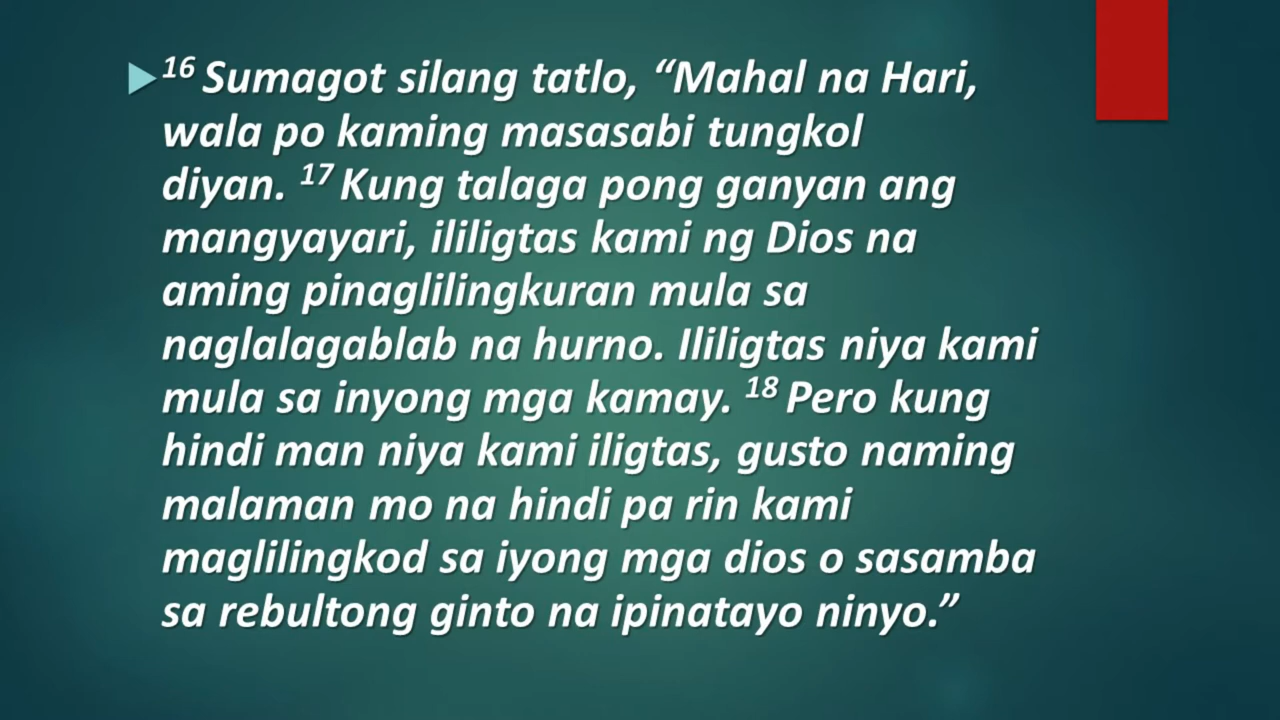 16 Sumagot silang tatlo, “Mahal na Hari,
wala po kaming masasabi tungkol
diyan. 17 Kung talaga pong ganyan ang
mangyayari, ililigtas kami ng Dios na
aming pinaglilingkuran mula sa
naglalagablab na hurno. Ililigtas niya kami
mula sa inyong mga kamay. 18 Pero kung
hindi man niya kami iligtas, gusto naming
malaman mo na hindi pa rin kami
maglilingkod sa iyong mga dios o sasamba
sa rebultong ginto na ipinatayo ninyo.”